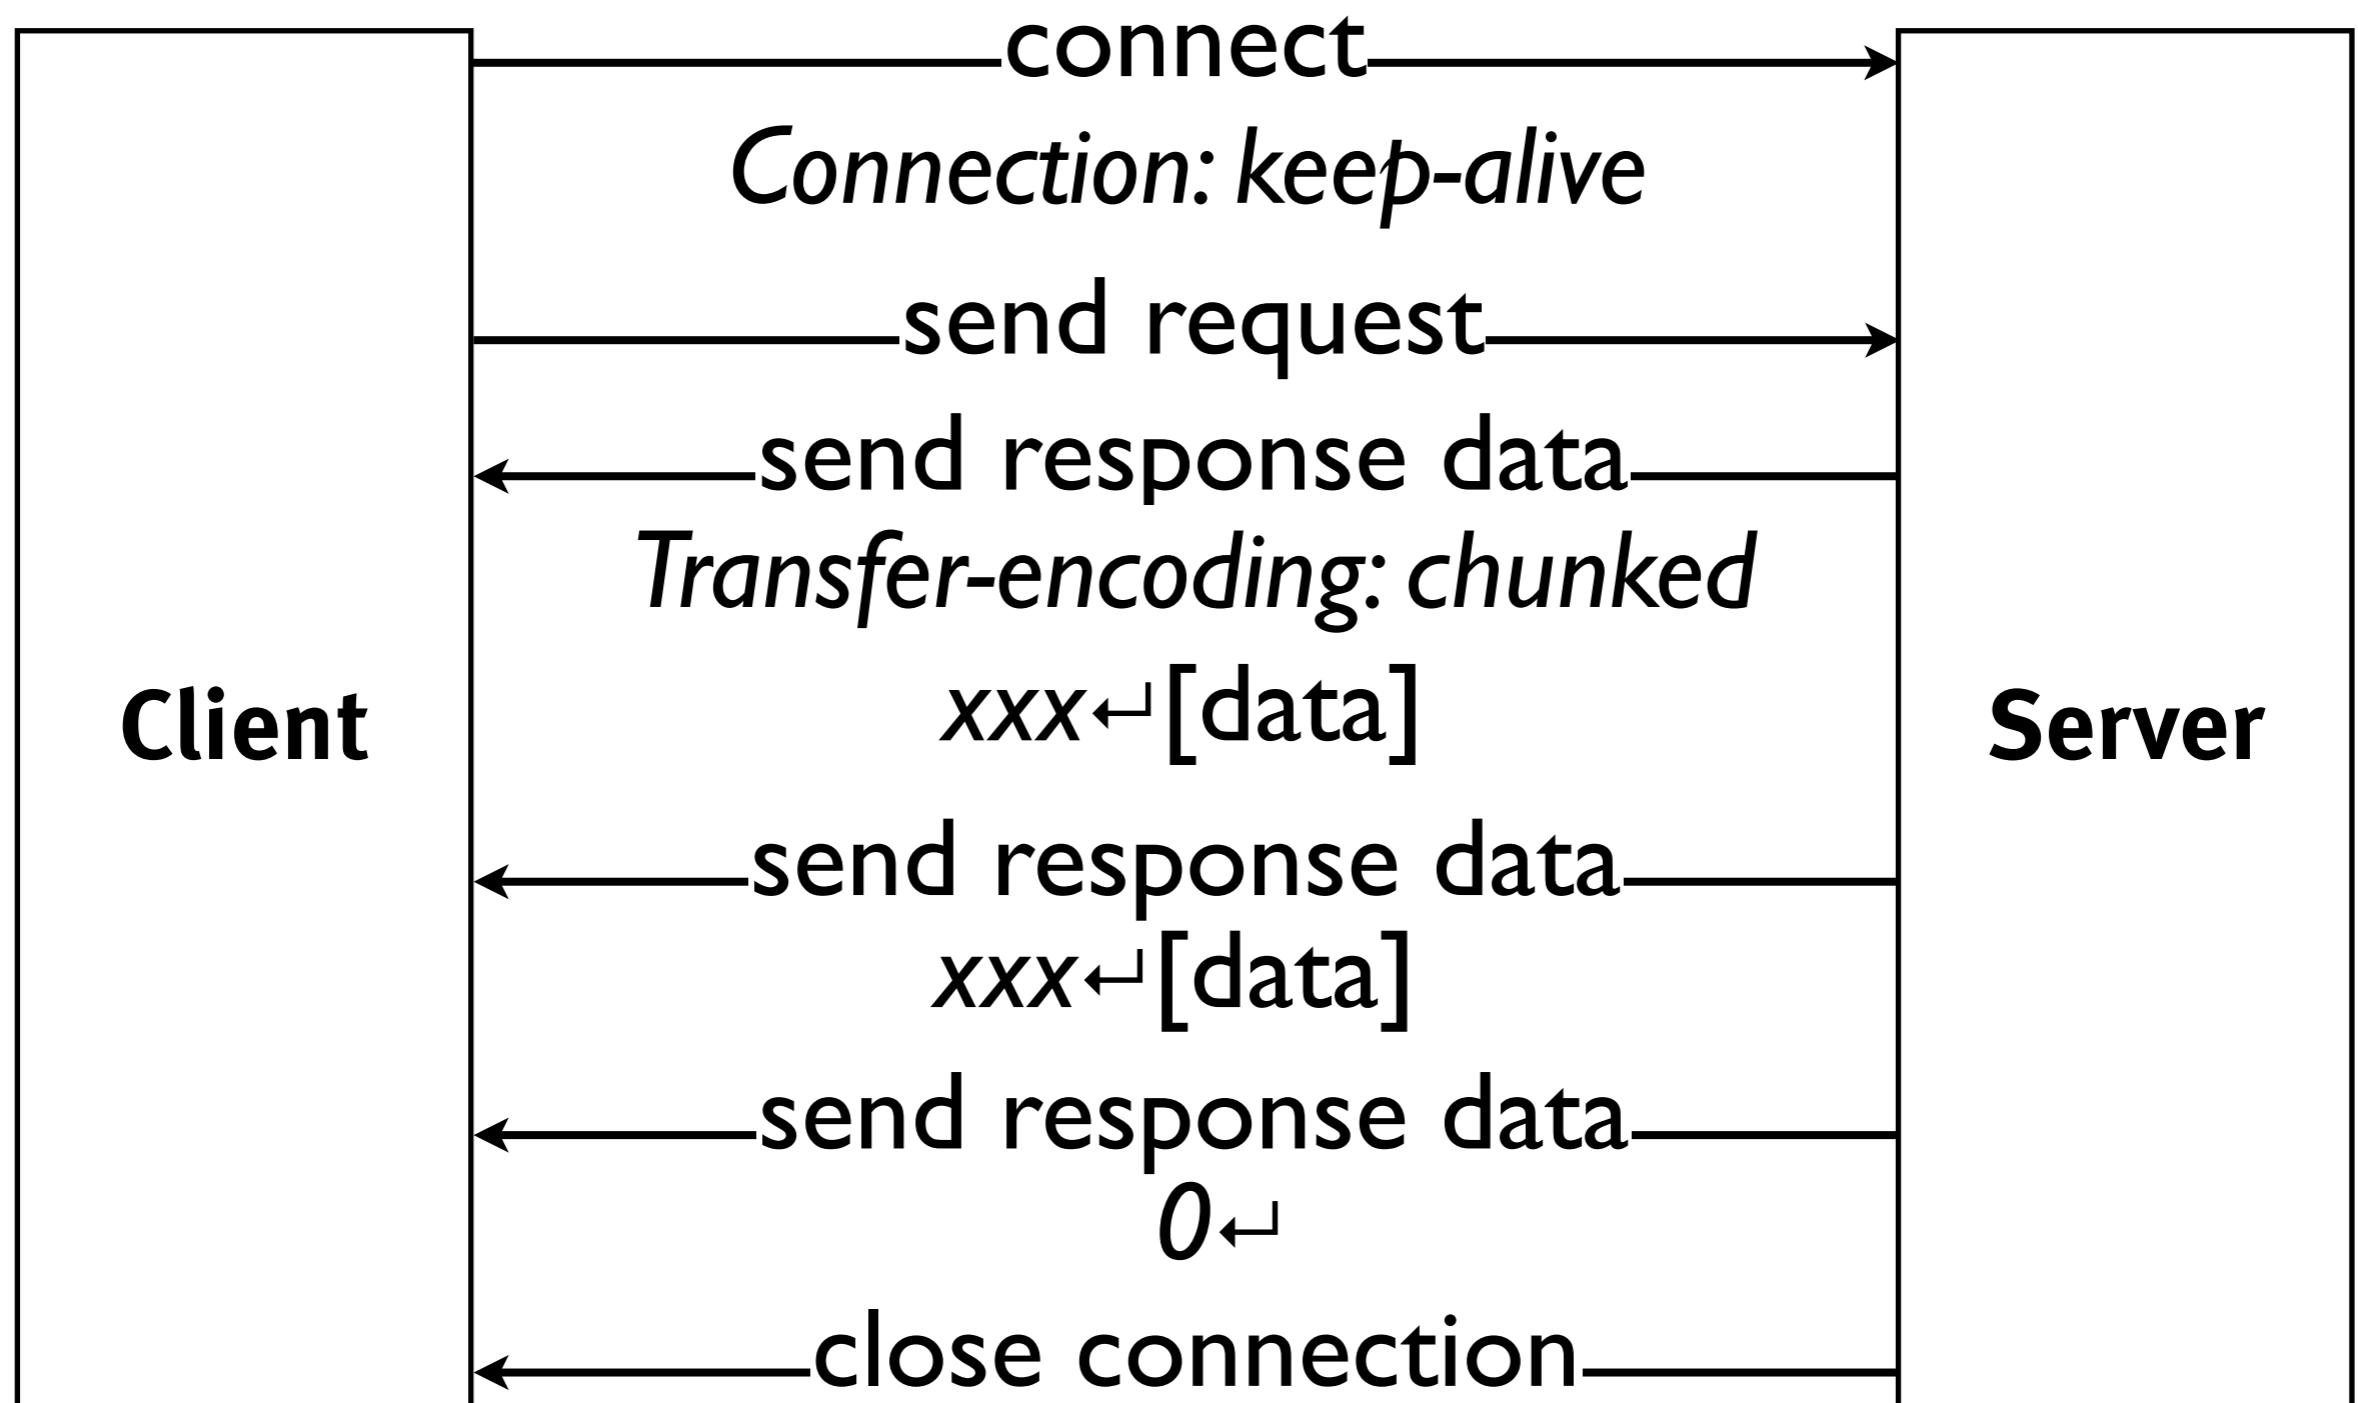 connect
Connection: keep-alive
send request
send response data
Transfer-encoding: chunked
xxx↵[data]
Client
Server
send response data
xxx↵[data]
send response data
0↵
close connection